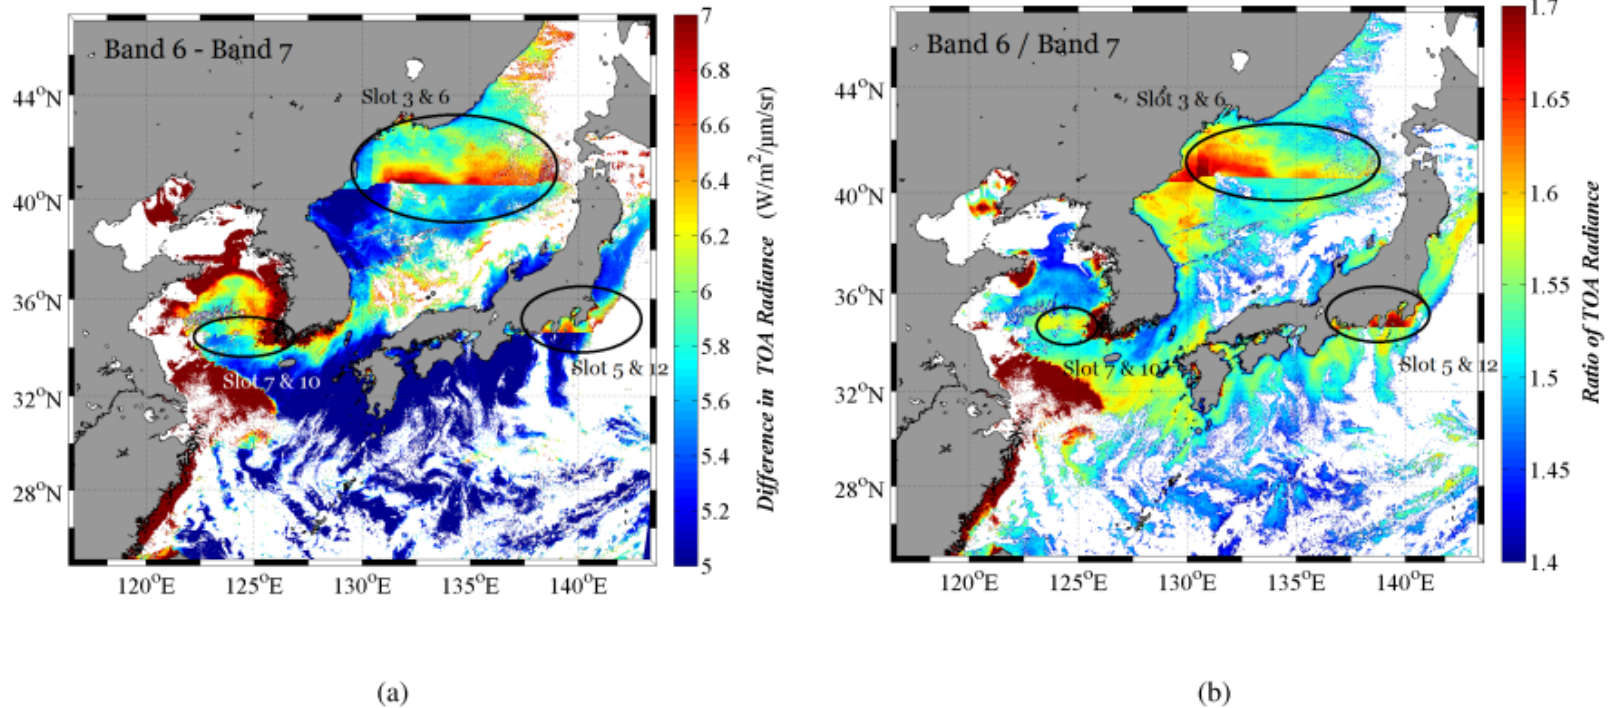 Band 6 - Band 7
Slot 3 & 6
Slot 7 & 10
Slot 5 & 12
44°N
40°N
36°N
32°N
28°N
120°E
125°E
130°E
135°E
140°E
7
6.8
6.6
6.4
6.2
6
5.8
5.6
5.4
5.2
5
Difference in TOA Radiance (W/m²/µm/sr)
(a)
Band 6 / Band 7
Slot 3 & 6
Slot 7 & 10
Slot 5 & 12
44°N
40°N
36°N
32°N
28°N
120°E
125°E
130°E
135°E
140°E
1.7
1.65
1.6
1.55
1.5
1.45
1.4
Ratio of TOA Radiance
(b)